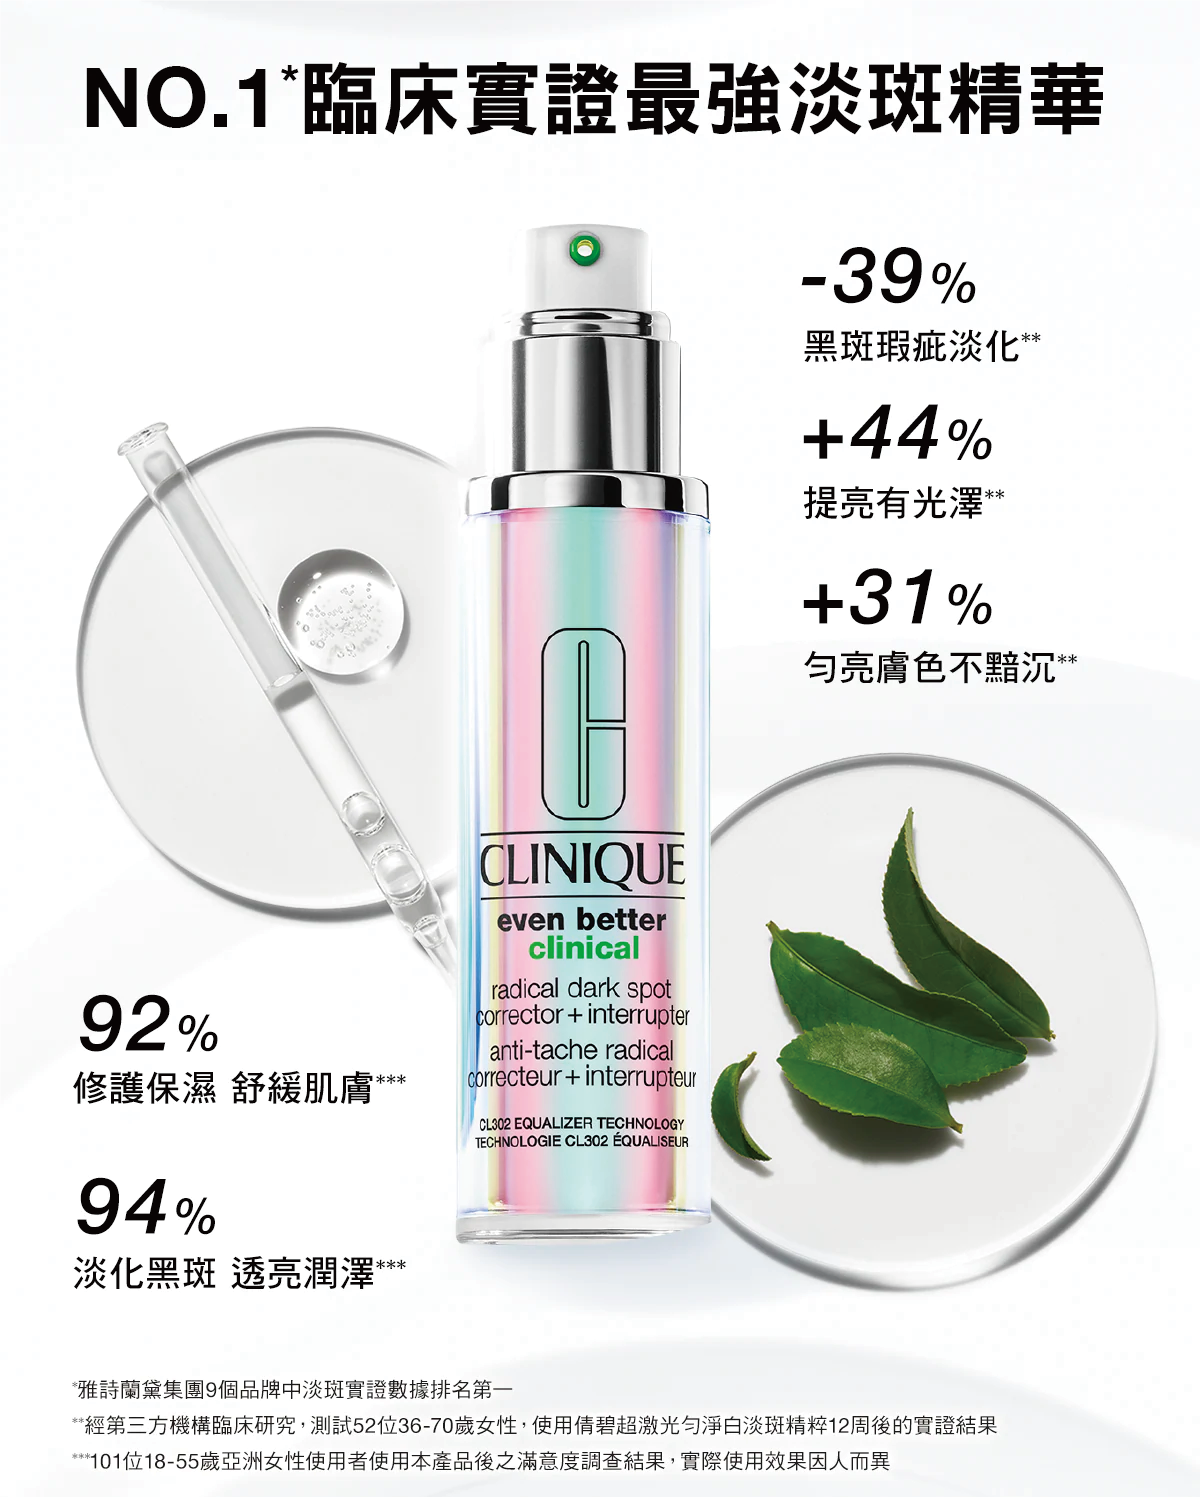 NO.1*臨床實證最強淡斑精華
-39%
黑斑瑕疵淡化**
+44%
提亮有光澤**
+31%
勻亮膚色不黯沉**
CLINIQUE
even better
clinical
radical dark spot
corrector+interrupter
anti-tache radical
correcteur+interrupteur
CL302 EQUALIZER TECHNOLOGY
TECHNOLOGIE CL302 ÉQUALISEUR
92%
修護保濕 舒緩肌膚***
94%
淡化黑斑 透亮潤澤***
*雅詩蘭黛集團9個品牌中淡斑實證數據排名第一
**經第三方機構臨床研究，測試52位36-70歲女性，使用倩碧超激光勻淨白淡斑精粹12周後的實證結果
***101位18-55歲亞洲女性使用者使用本產品後之滿意度調查結果，實際使用效果因人而異